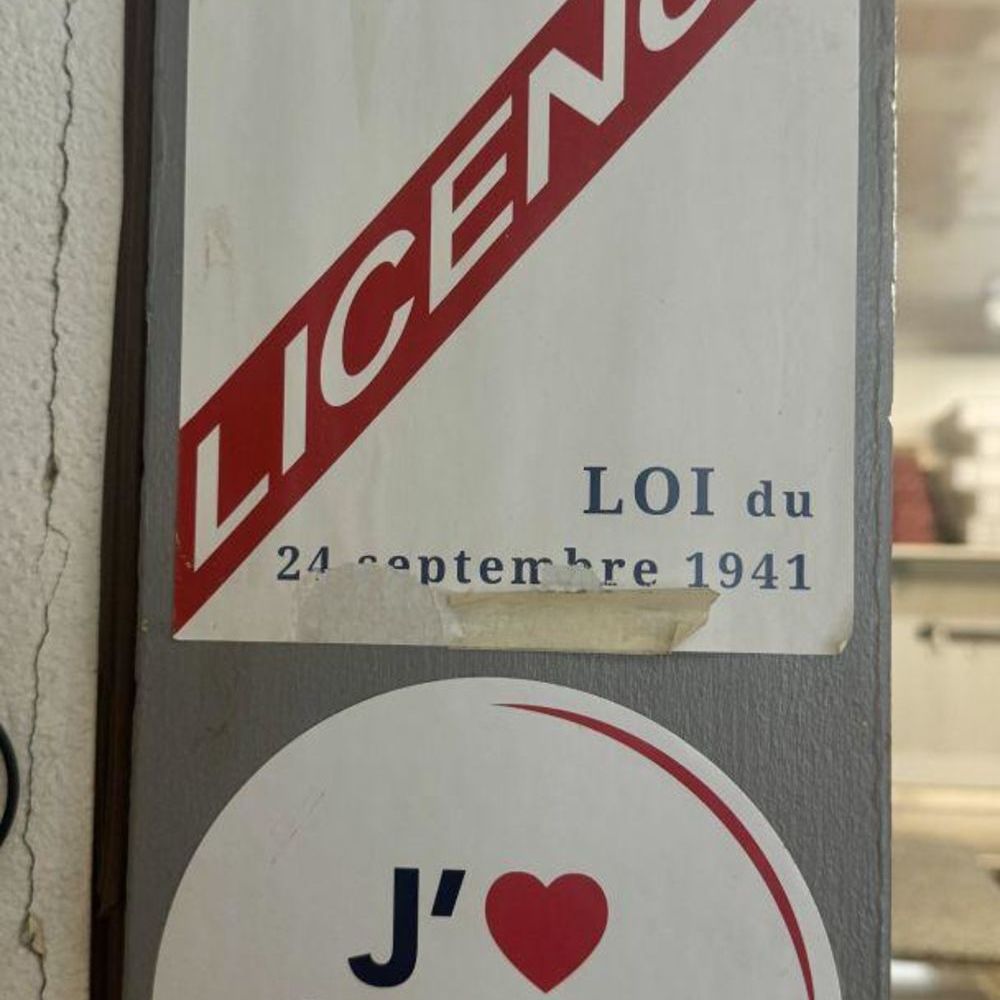 LICENC
LOI du
24 septembre 1941
J'